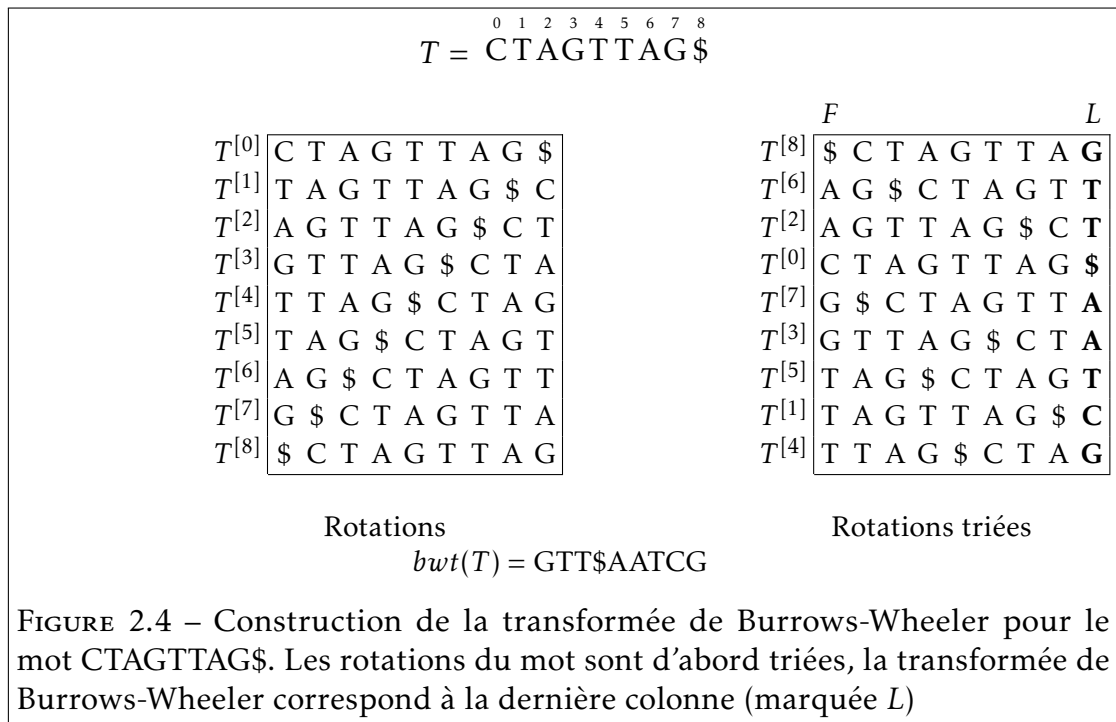 0 1 2 3 4 5 6 7 8
T = CTAGTTAG$
F L
T[0] C T A G T T A G $
T[1] T A G T T A G $ C
T[2] A G T T A G $ C T
T[3] G T T A G $ C T A
T[4] T T A G $ C T A G
T[5] T A G $ C T A G T
T[6] A G $ C T A G T T
T[7] G $ C T A G T T A
T[8] $ C T A G T T A G
Rotations
T[8] $ C T A G T T A G
T[6] A G $ C T A G T T
T[2] A G T T A G $ C T
T[0] C T A G T T A G $
T[7] G $ C T A G T T A
T[3] G T T A G $ C T A
T[5] T A G $ C T A G T
T[1] T A G T T A G $ C
T[4] T T A G $ C T A G
Rotations triées
bwt(T) = GTT$AATCG
FIGURE 2.4 – Construction de la transformée de Burrows-Wheeler pour le
mot CTAGTTAG$. Les rotations du mot sont d'abord triées, la transformée de
Burrows-Wheeler correspond à la dernière colonne (marquée L)